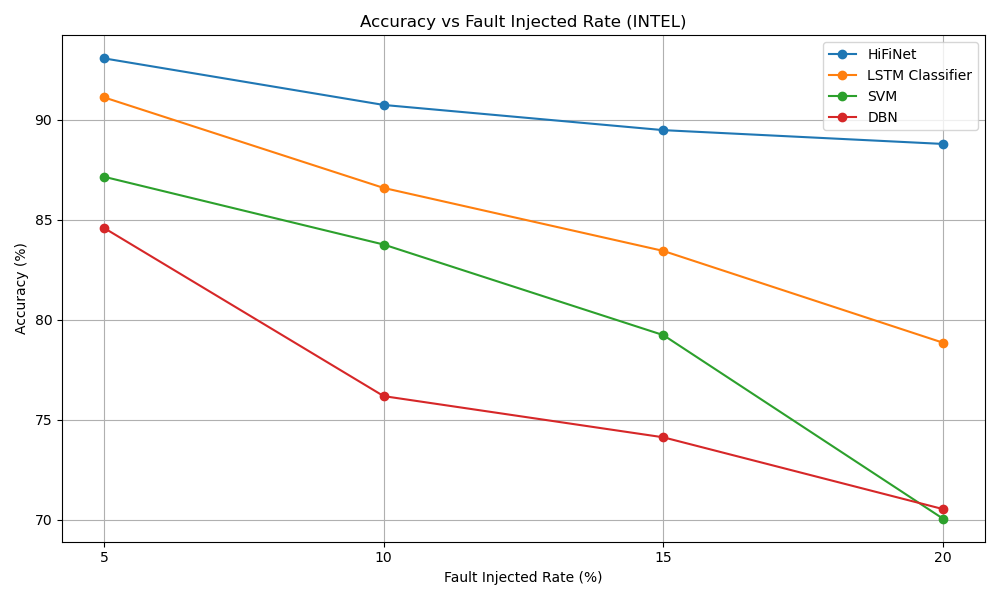 Accuracy vs Fault Injected Rate (INTEL)
HiFiNet
LSTM Classifier
SVM
DBN
Accuracy (%)
90
85
80
75
70
5
10
15
20
Fault Injected Rate (%)